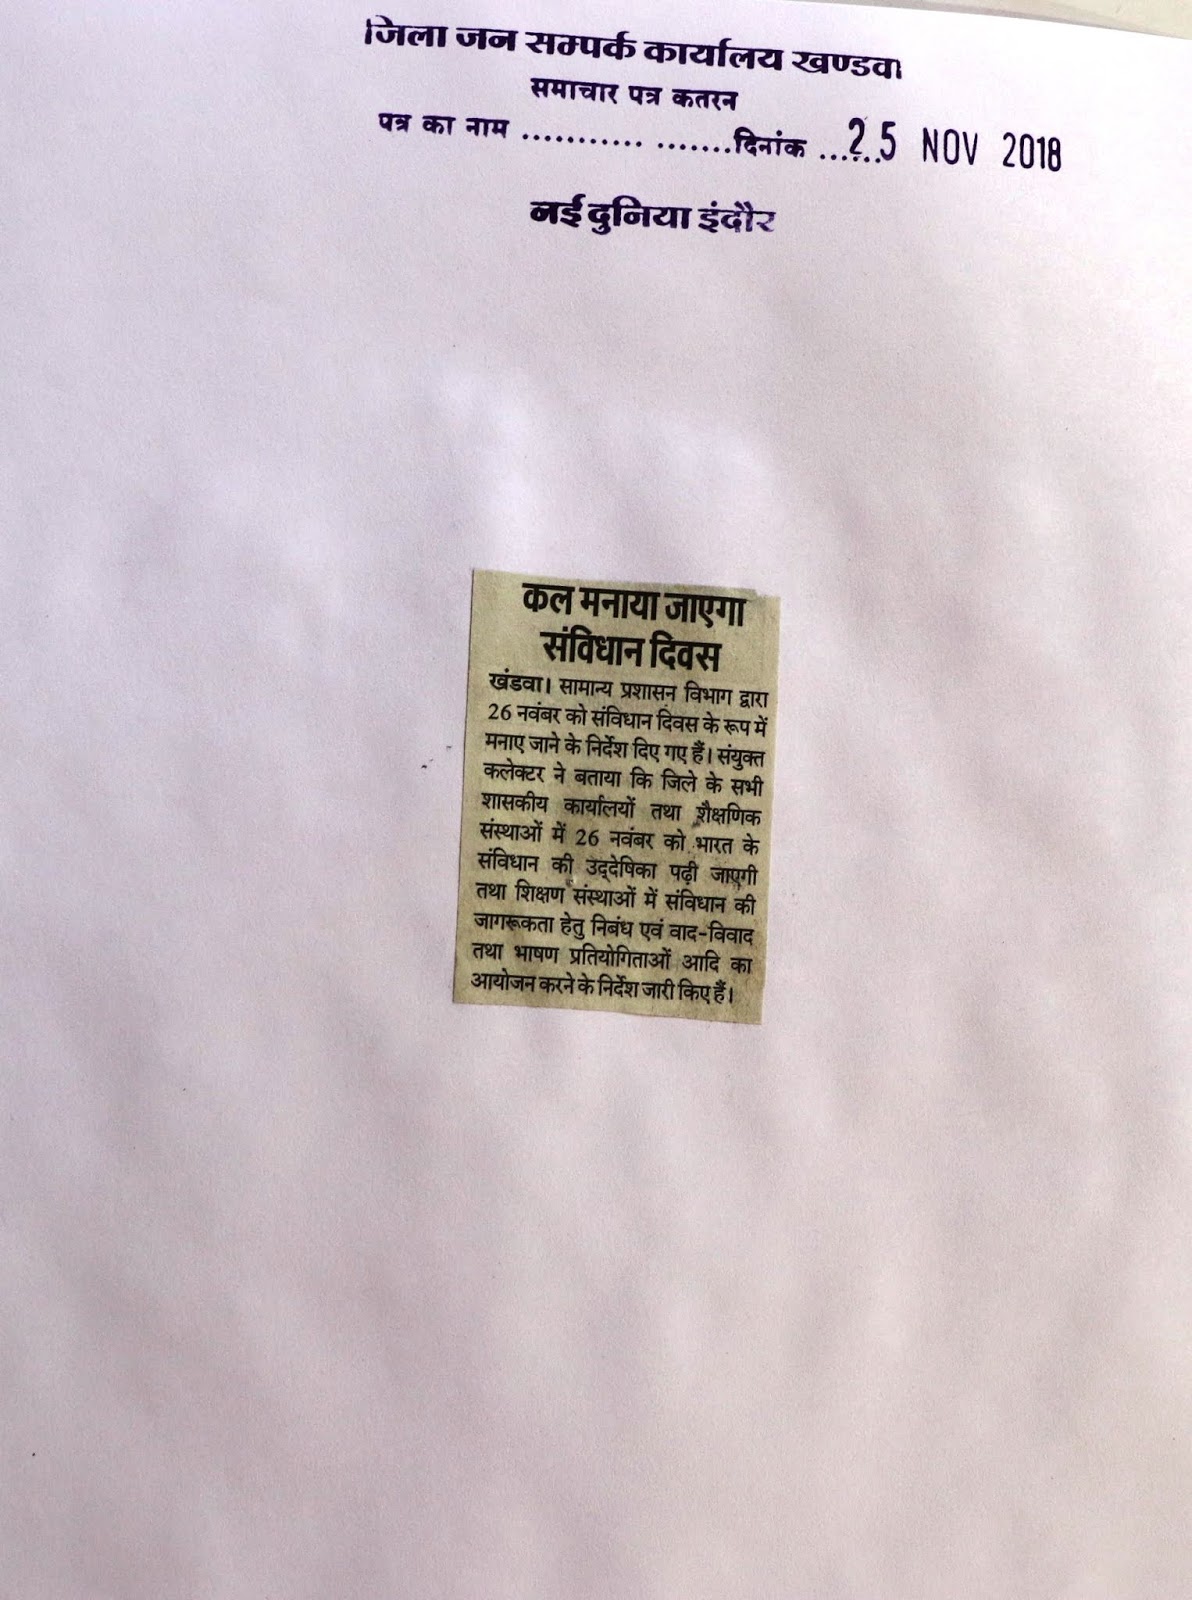 जिला जन सम्पर्क कार्यालय खण्डवा
समाचार पत्र कतरन
पत्र का नाम ........... .......दिनांक ...... 25 NOV 2018
नई दुनिया इंदौर
कल मनाया जाएगा
संविधान दिवस
खंडवा। सामान्य प्रशासन विभाग द्वारा
26 नवंबर को संविधान दिवस के रूप में
मनाए जाने के निर्देश दिए गए हैं। संयुक्त
कलेक्टर ने बताया कि जिले के सभी
शासकीय कार्यालयों तथा शैक्षणिक
संस्थाओं में 26 नवंबर को भारत के
संविधान की उद्‌देषिका पढ़ी जाएगी
तथा शिक्षण संस्थाओं में संविधान की
जागरूकता हेतु निबंध एवं वाद-विवाद
तथा भाषण प्रतियोगिताओं आदि का
आयोजन करने के निर्देश जारी किए हैं।